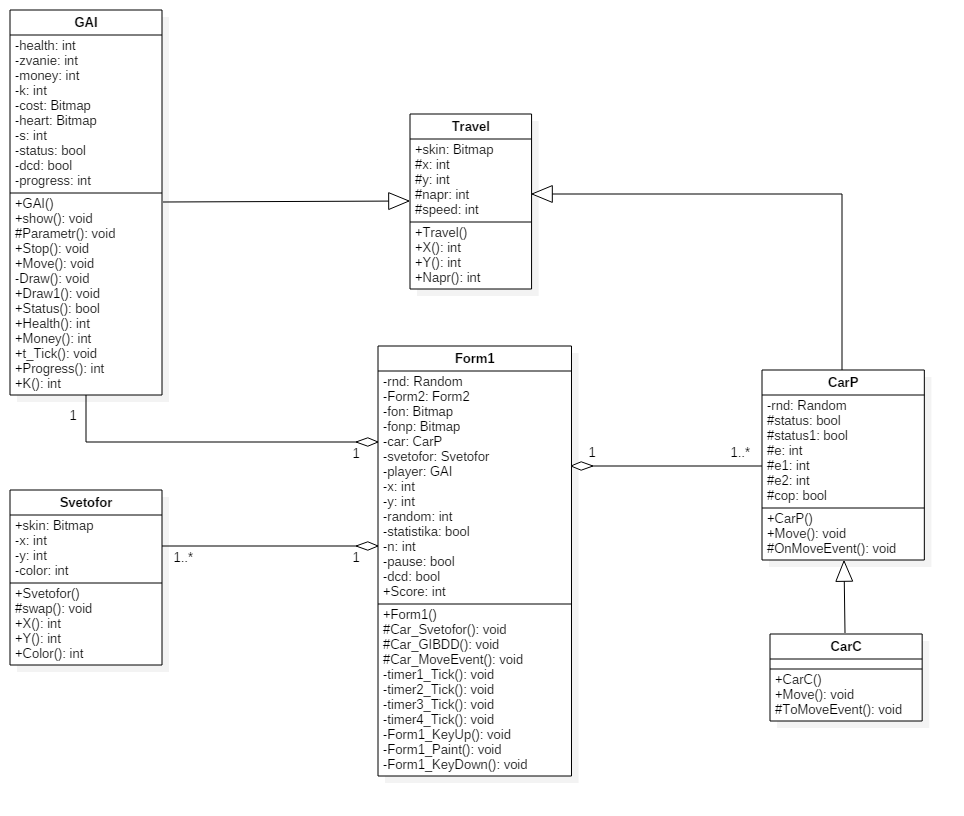 GAI
-health: int
-zvanie: int
-money: int
-k: int
-cost: Bitmap
-heart: Bitmap
-s: int
-status: bool
-dcd: bool
-progress: int
+GAI()
+show(): void
#Parametr(): void
+Stop(): void
+Move(): void
-Draw(): void
+Draw1(): void
+Status(): bool
+Health(): int
+Money(): int
+t_Tick(): void
+Progress(): int
+K(): int
Travel
+skin: Bitmap
#x: int
#y: int
#napr: int
#speed: int
+Travel()
+X(): int
+Y(): int
+Napr(): int
1
1
Form1
-rnd: Random
-Form2: Form2
-fon: Bitmap
-fonp: Bitmap
-car: CarP
-svetofor: Svetofor
-player: GAI
-x: int
-y: int
-random: int
-statistika: bool
-n: int
-pause: bool
-dcd: bool
+Score: int
+Form1()
#Car_Svetofor(): void
#Car_GIBDD(): void
#Car_MoveEvent(): void
-timer1_Tick(): void
-timer2_Tick(): void
-timer3_Tick(): void
-timer4_Tick(): void
-Form1_KeyUp(): void
-Form1_Paint(): void
-Form1_KeyDown(): void
1
1..*
CarP
-rnd: Random
#status: bool
#status1: bool
#e: int
#e1: int
#e2: int
#cop: bool
+CarP()
+Move(): void
#OnMoveEvent(): void
Svetofor
+skin: Bitmap
-x: int
-y: int
-color: int
+Svetofor()
#swap(): void
+X(): int
+Y(): int
+Color(): int
1..*
1
CarC
+CarC()
+Move(): void
#ToMoveEvent(): void